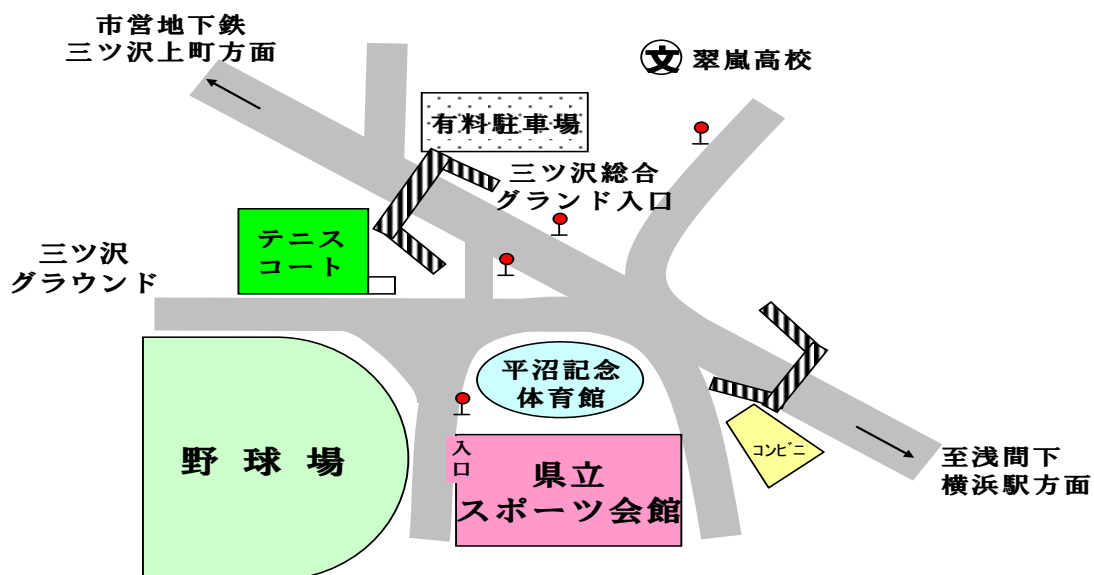 市営地下鉄
三ツ沢上町方面
文 翠嵐高校
有料駐車場
三ツ沢総合
グランド入口
テニス
コート
三ツ沢
グラウンド
平沼記念
体育館
野球場
入口
県立
スポーツ会館
コンビニ
至浅間下
横浜駅方面